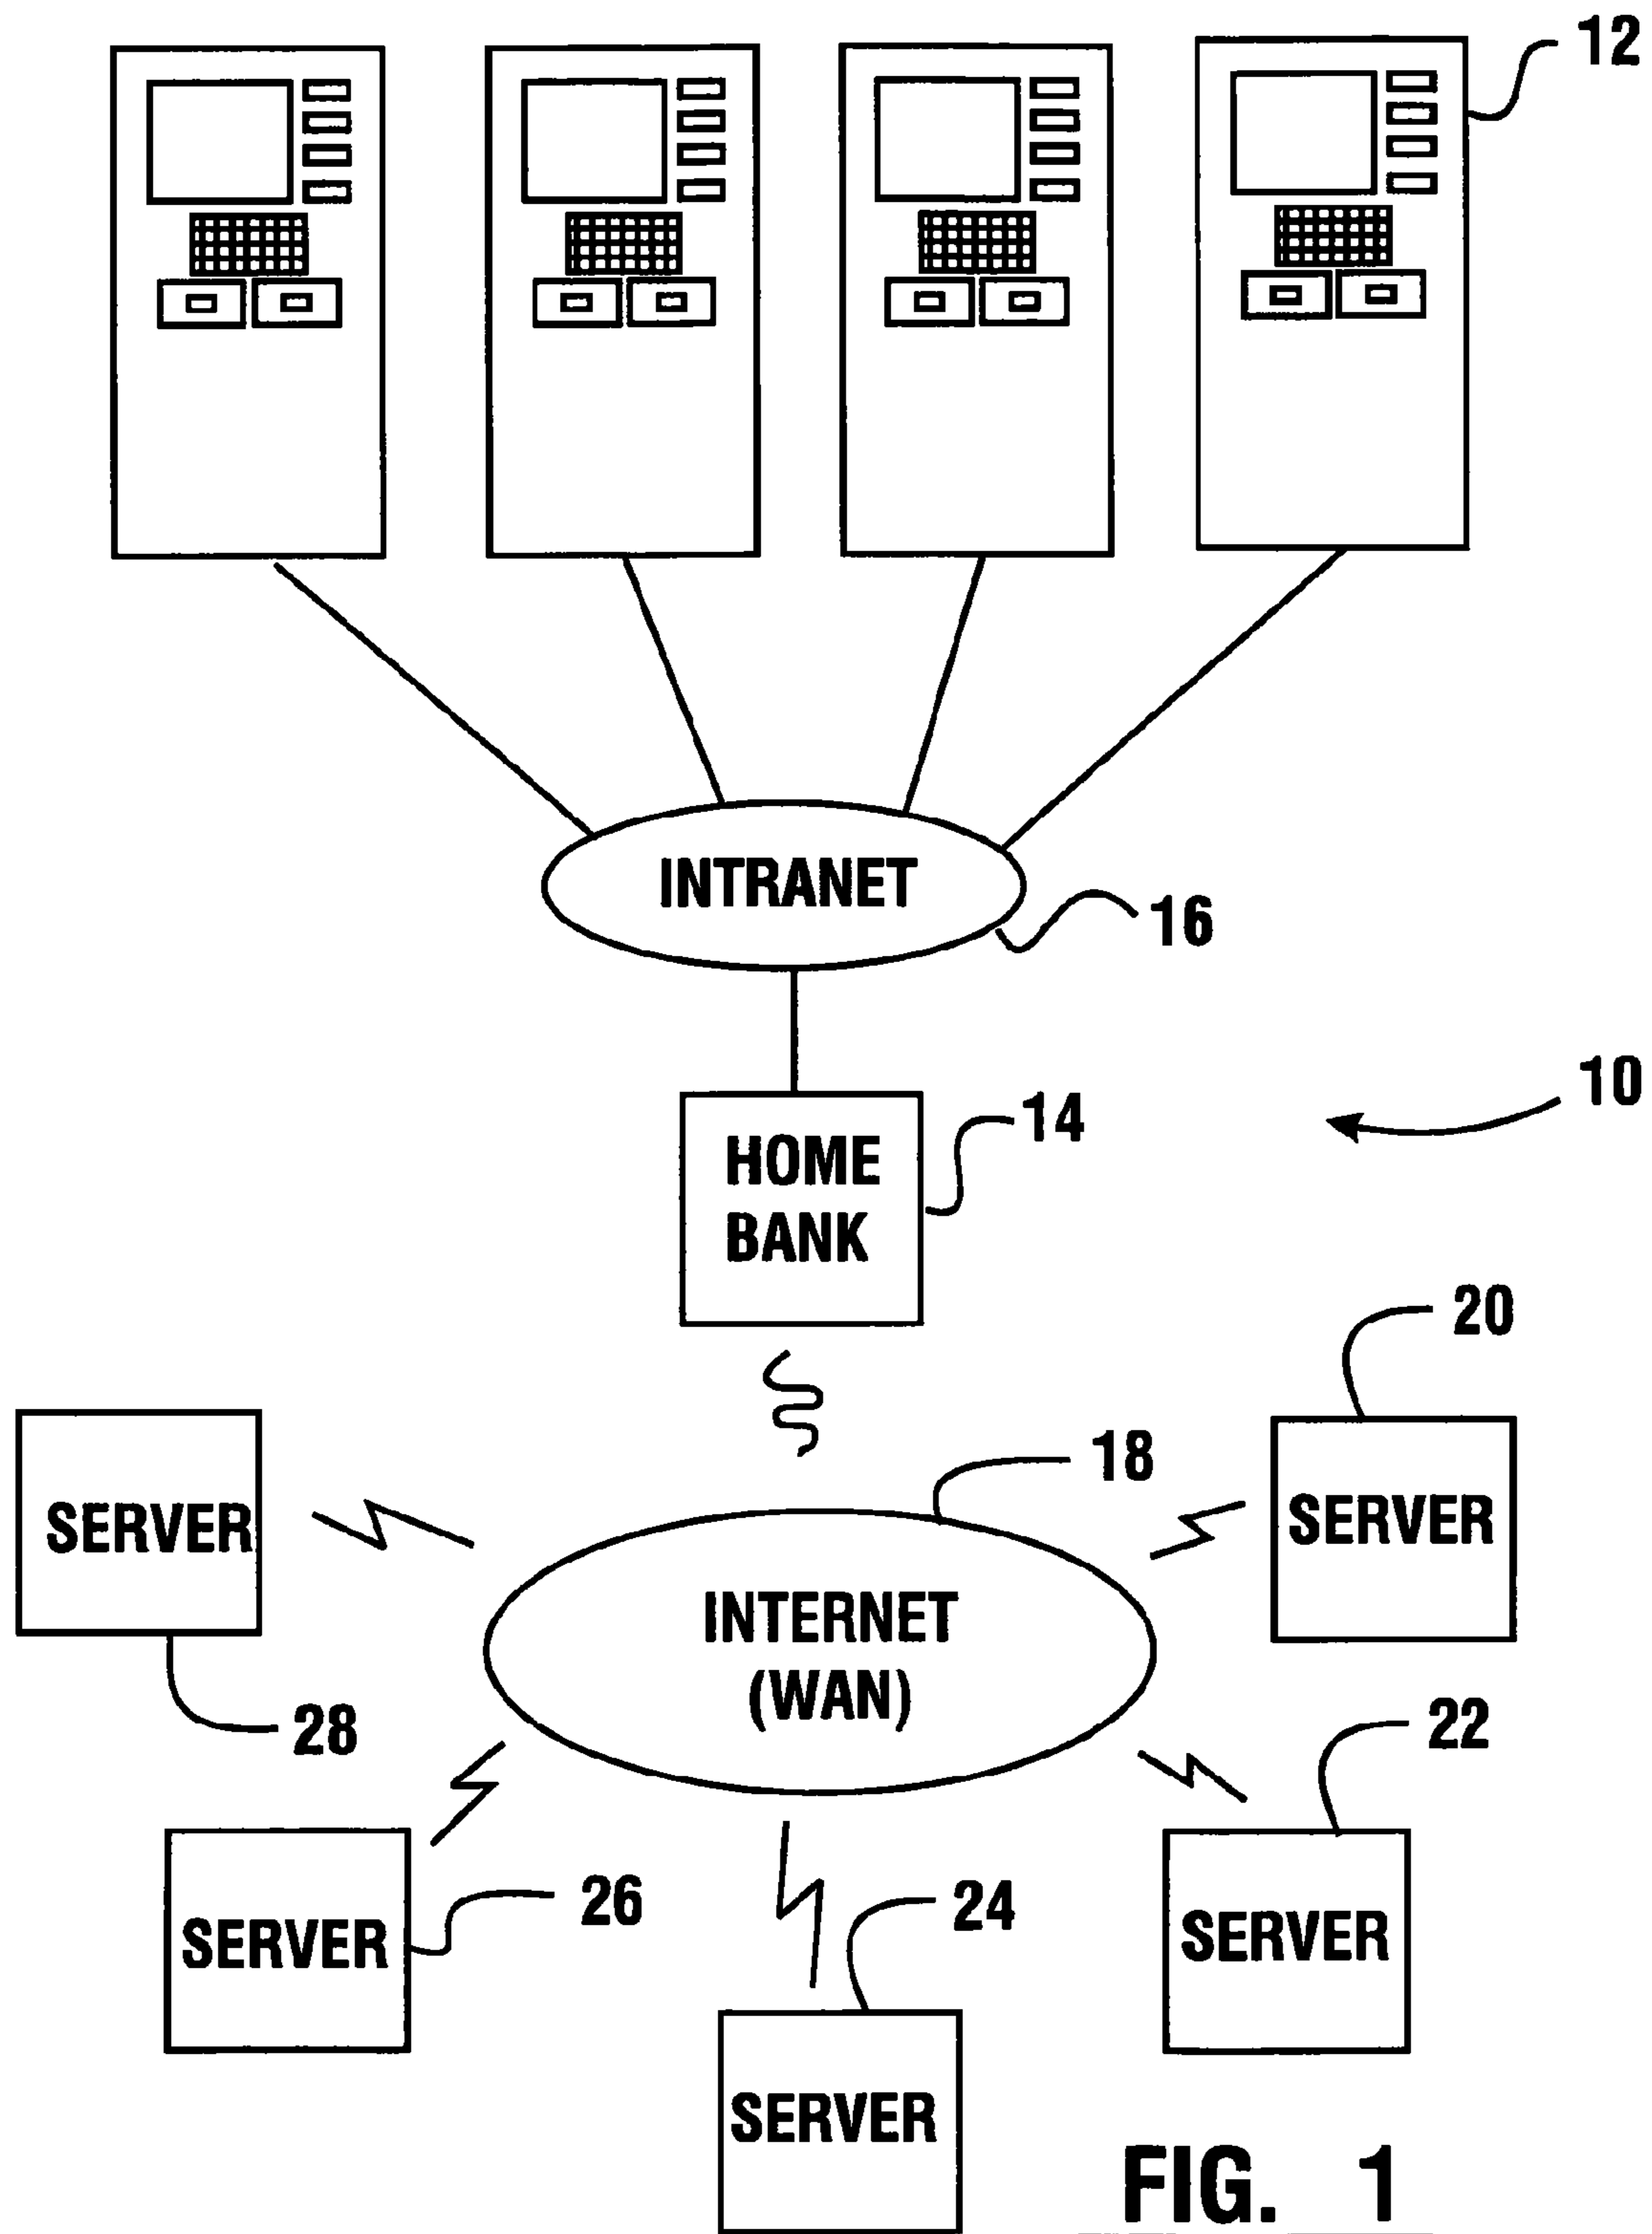 12
INTRANET
16
10
14
HOME
BANK
20
18
SERVER
SERVER
INTERNET
(WAN)
28
22
26
24
SERVER
SERVER
SERVER
FIG. 1